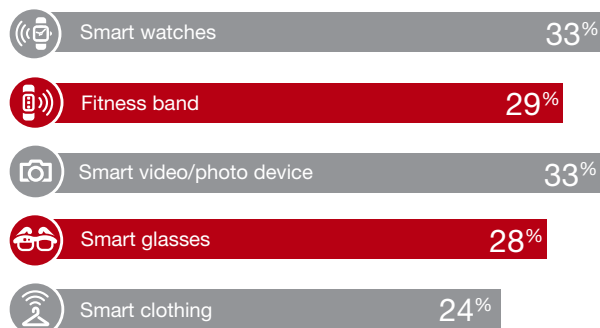 Smart watches 33%
Fitness band 29%
Smart video/photo device 33%
Smart glasses 28%
Smart clothing 24%